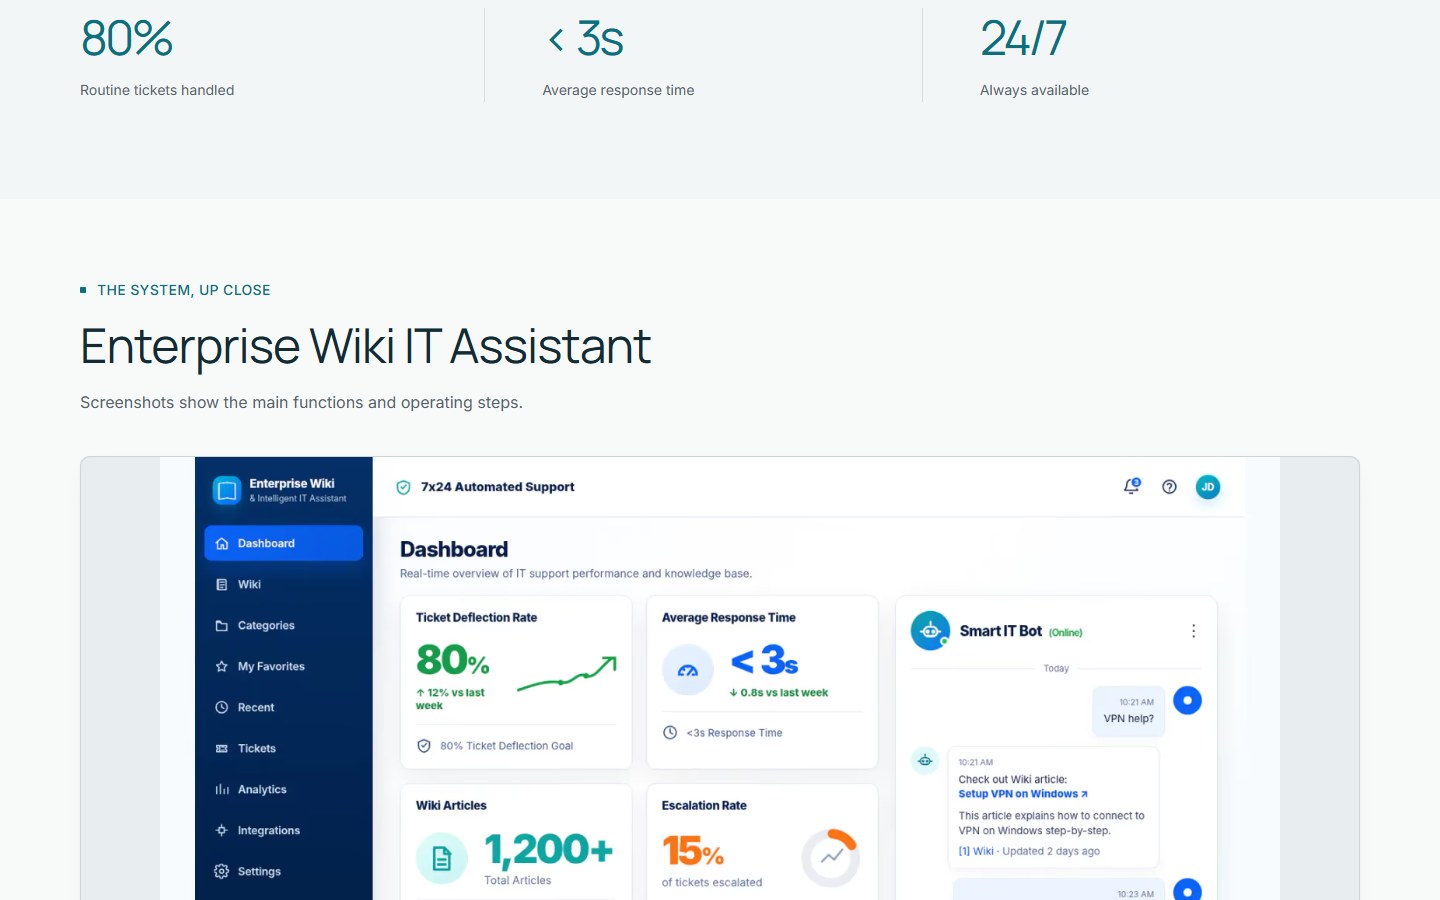 80%
Routine tickets handled
< 3s
Average response time
24/7
Always available
THE SYSTEM, UP CLOSE
Enterprise Wiki IT Assistant
Screenshots show the main functions and operating steps.
Enterprise Wiki
& Intelligent IT Assistant
Dashboard
Wiki
Categories
My Favorites
Recent
Tickets
Analytics
Integrations
Settings
7x24 Automated Support
3
JD
Dashboard
Real-time overview of IT support performance and knowledge base.
Ticket Deflection Rate
80%
↑ 12% vs last
week
80% Ticket Deflection Goal
Average Response Time
< 3s
↓ 0.8s vs last week
<3s Response Time
Wiki Articles
1,200+
Total Articles
Escalation Rate
15%
of tickets escalated
Smart IT Bot (Online)
Today
10:21 AM
VPN help?
10:21 AM
Check out Wiki article:
Setup VPN on Windows ↗
This article explains how to connect to
VPN on Windows step-by-step.
[1] Wiki · Updated 2 days ago
10:23 AM